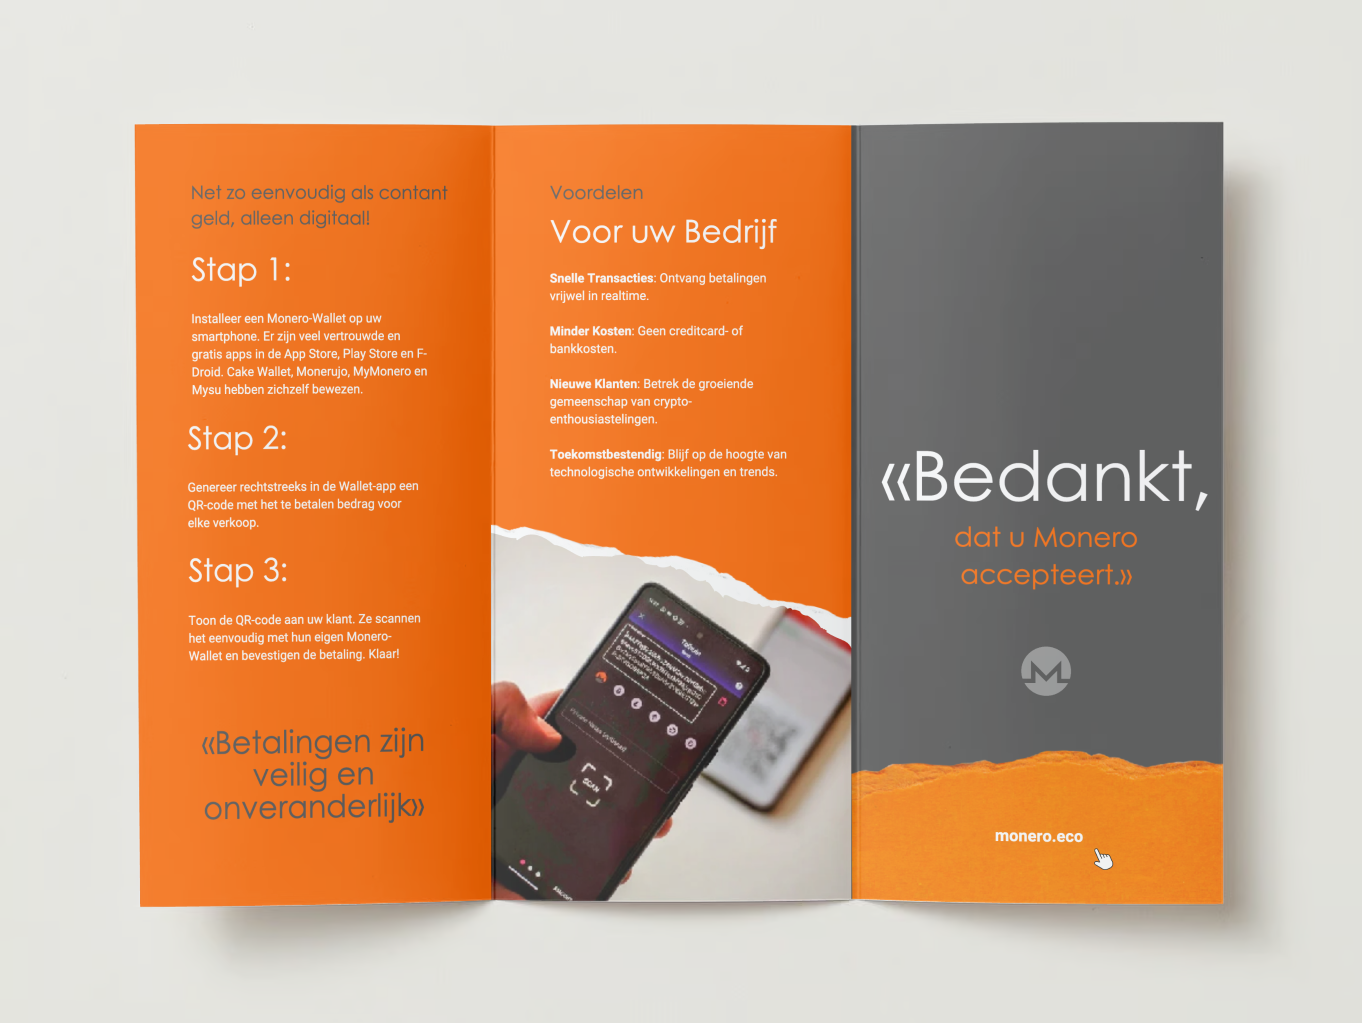 Net zo eenvoudig als contant
geld, alleen digitaal!
Stap 1:
Installeer een Monero-Wallet op uw
smartphone. Er zijn veel vertrouwde en
gratis apps in de App Store, Play Store en F-
Droid. Cake Wallet, Monerujo, MyMonero en
Mysu hebben zichzelf bewezen.
Stap 2:
Genereer rechtstreeks in de Wallet-app een
QR-code met het te betalen bedrag voor
elke verkoop.
Stap 3:
Toon de QR-code aan uw klant. Ze scannen
het eenvoudig met hun eigen Monero-
Wallet en bevestigen de betaling. Klaar!
«Betalingen zijn
veilig en
onveranderlijk»
Voordelen
Voor uw Bedrijf
Snelle Transacties: Ontvang betalingen
vrijwel in realtime.
Minder Kosten: Geen creditcard- of
bankkosten.
Nieuwe Klanten: Betrek de groeiende
gemeenschap van crypto-
enthousiastelingen.
Toekomstbestendig: Blijf op de hoogte van
technologische ontwikkelingen en trends.
SCAN
«Bedankt,
dat u Monero
accepteert.»
monero.eco